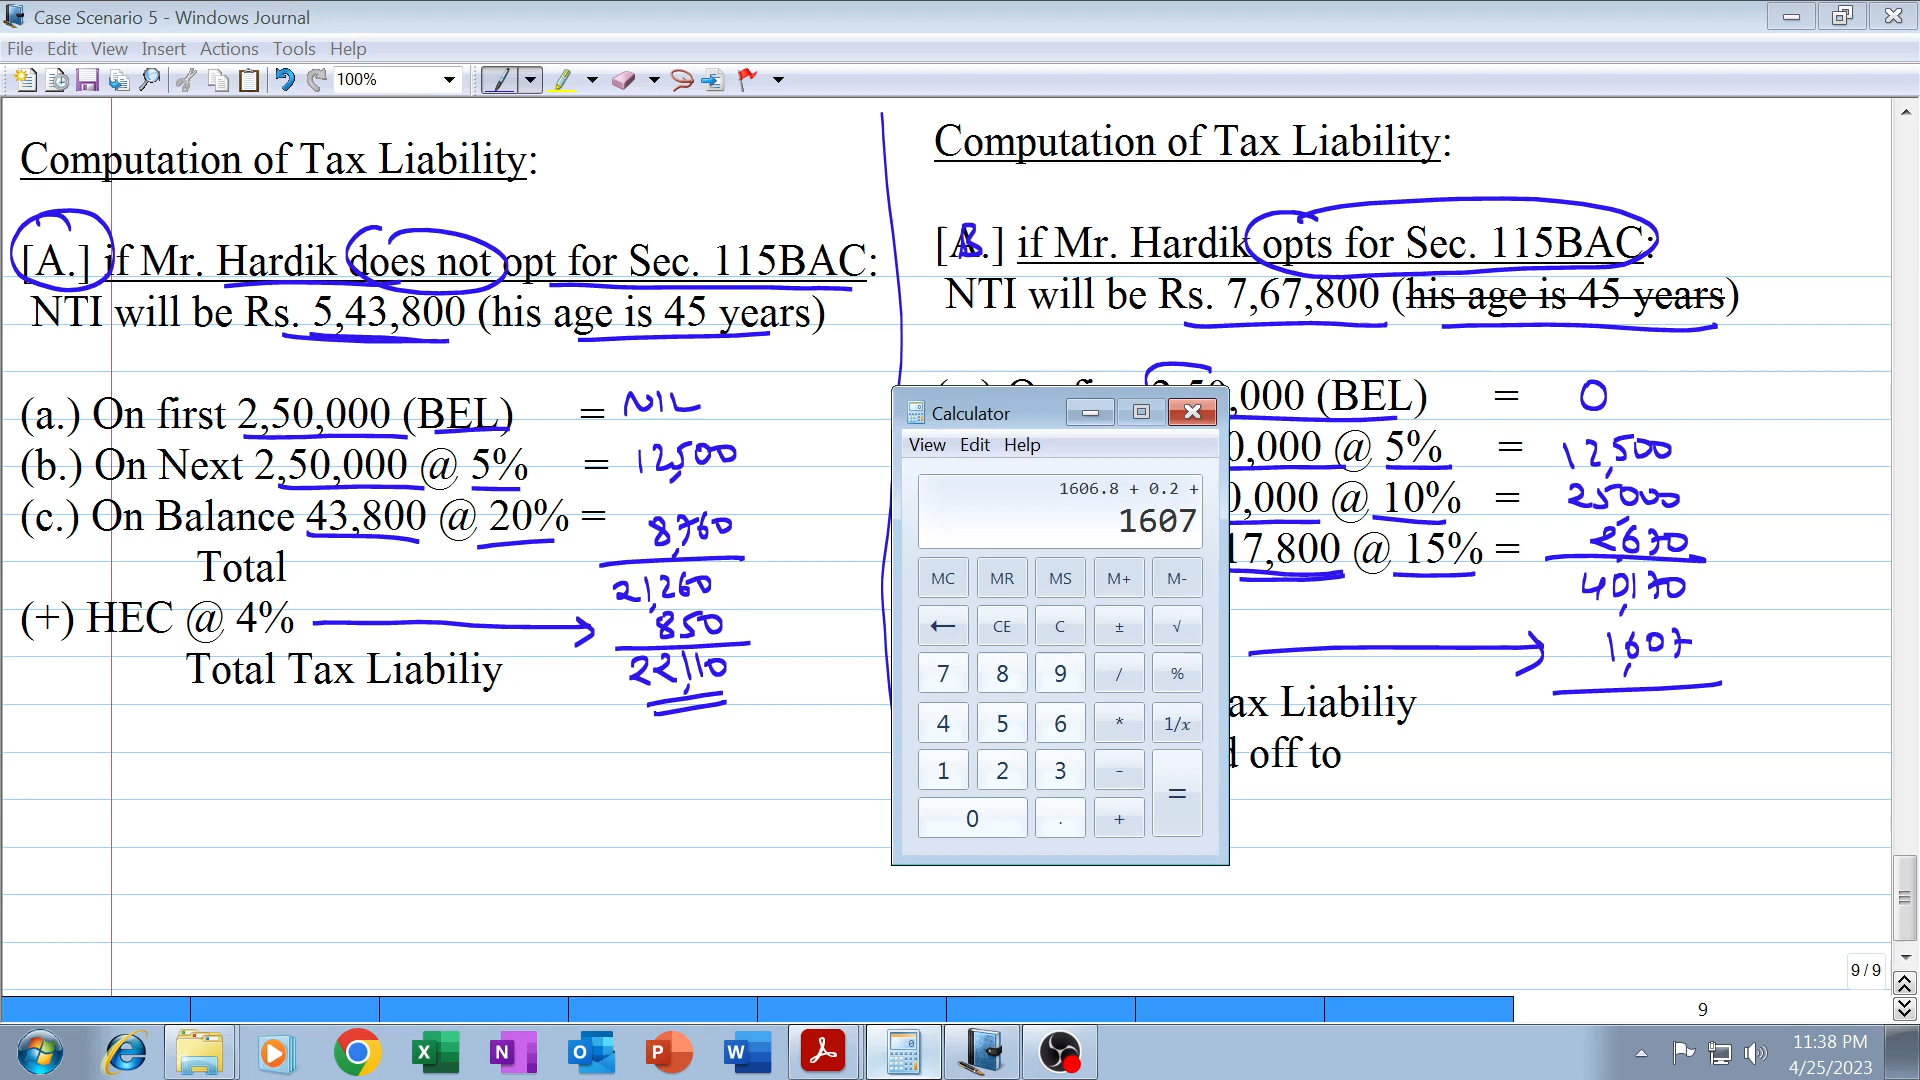 Case Scenario 5 - Windows Journal
File Edit View Insert Actions Tools Help
100%
Computation of Tax Liability:
[A.] if Mr. Hardik does not opt for Sec. 115BAC:
NTI will be Rs. 5,43,800 (his age is 45 years)
(a.) On first 2,50,000 (BEL) = NIL
(b.) On Next 2,50,000 @ 5% = 12,500
(c.) On Balance 43,800 @ 20% = 8,760
Total 21,260
(+) HEC @ 4% 850
Total Tax Liabiliy 22,110
Computation of Tax Liability:
[B.] if Mr. Hardik opts for Sec. 115BAC:
NTI will be Rs. 7,67,800 (his age is 45 years)
,000 (BEL) = 0
0,000 @ 5% = 12,500
0,000 @ 10% = 25,000
17,800 @ 15% = 2,670
40,170
1,607
ax Liabiliy
d off to
Calculator
View Edit Help
1606.8 + 0.2 +
1607
MC MR MS M+ M-
← CE C ± √
7 8 9 / %
4 5 6 * 1/x
1 2 3 - =
0 . +
9 / 9
9
11:38 PM
4/25/2023